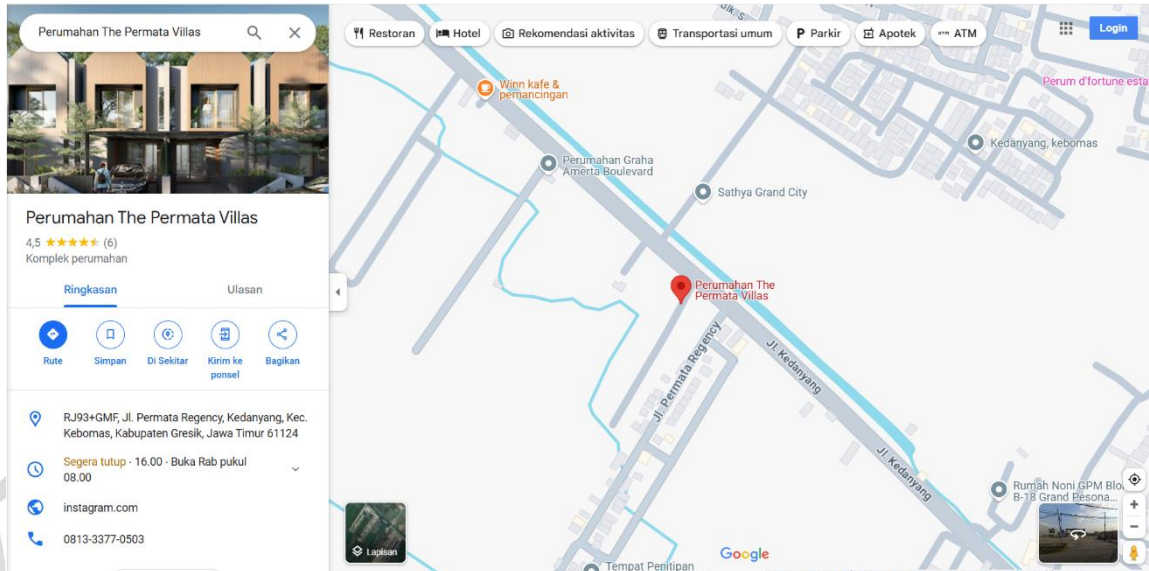 Perumahan The Permata Villas
Restoran
Hotel
Rekomendasi aktivitas
Transportasi umum
P Parkir
Apotek
ATM
Login
Perumahan The Permata Villas
4,5 (6)
Komplek perumahan
Ringkasan
Ulasan
Rute
Simpan
Di Sekitar
Kirim ke
ponsel
Bagikan
RJ93+GMF, Jl. Permata Regency, Kedanyang, Kec.
Kebomas, Kabupaten Gresik, Jawa Timur 61124
Segera tutup · 16.00 · Buka Rab pukul
08.00
instagram.com
0813-3377-0503
Winn kafe &
pemancingan
Perum d'fortune esta
Kedanyang, kebomas
Perumahan Graha
Amerta Boulevard
Sathya Grand City
Perumahan The
Permata Villas
Jl. Permata Regency
Jl. Kedanyang
Jl. Kedanyang
Rumah Noni GPM Blo
B-18 Grand Pesona...
Lapisan
Google
Tempat Penitipan